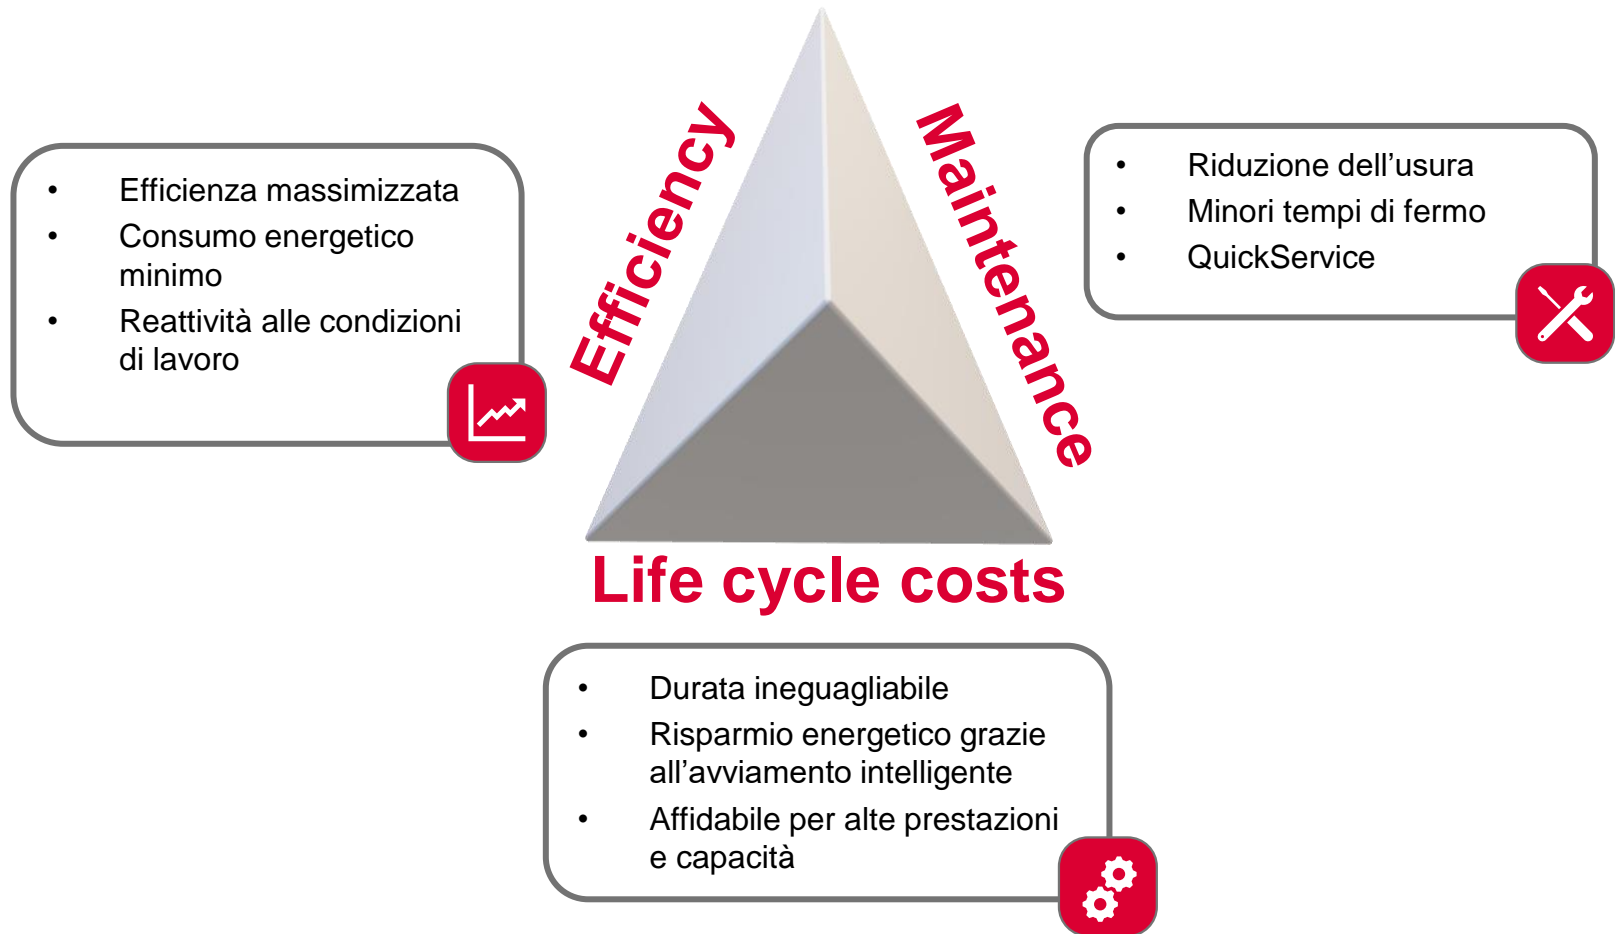 Efficiency
Maintenance
• Efficienza massimizzata
• Consumo energetico
minimo
• Reattività alle condizioni
di lavoro
• Riduzione dell’usura
• Minori tempi di fermo
• QuickService
Life cycle costs
• Durata ineguagliabile
• Risparmio energetico grazie
all’avviamento intelligente
• Affidabile per alte prestazioni
e capacità